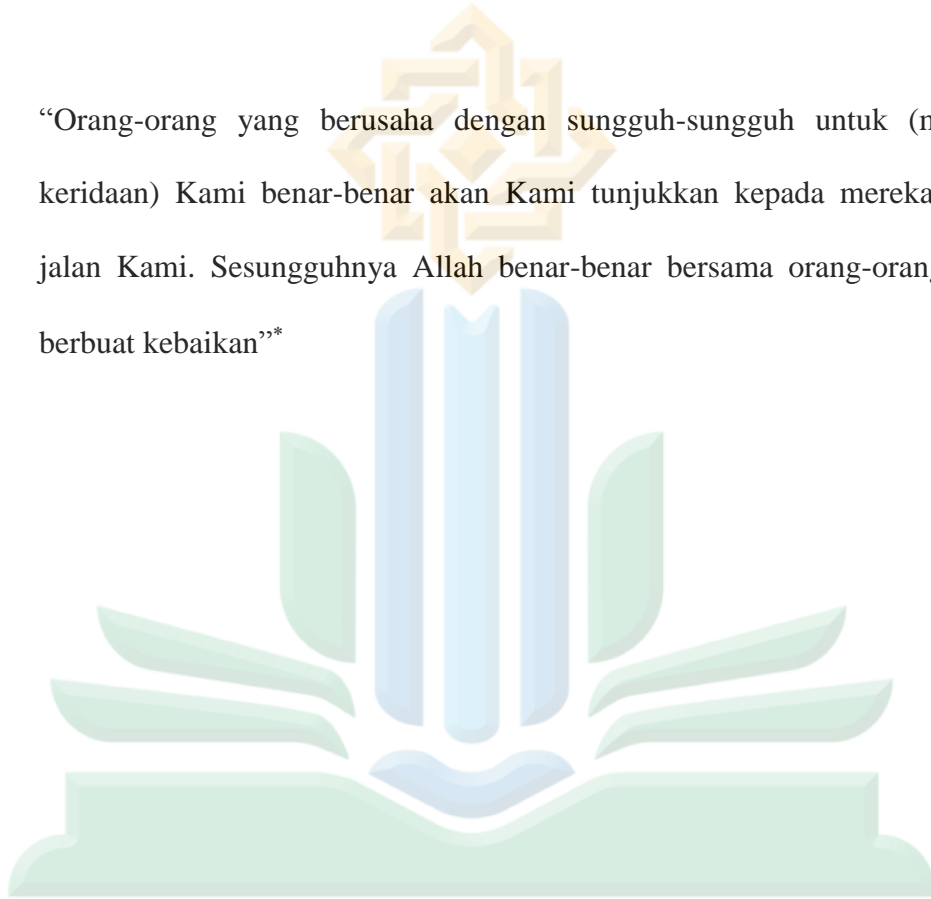 “Orang-orang yang berusaha dengan sungguh-sungguh untuk (
keridaan) Kami benar-benar akan Kami tunjukkan kepada mereka
jalan Kami. Sesungguhnya Allah benar-benar bersama orang-orang
berbuat kebaikan”*